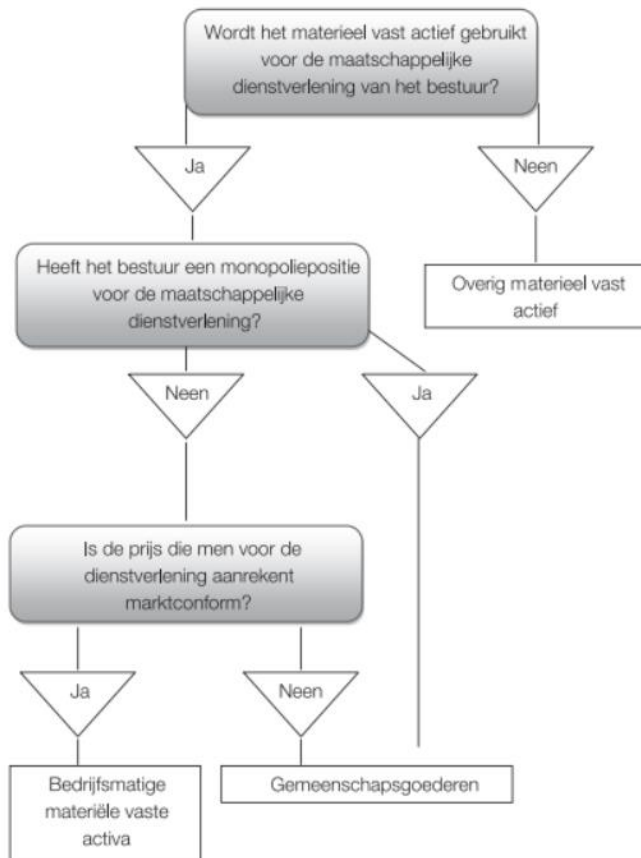 Wordt het materieel vast actief gebruikt
voor de maatschappelijke
dienstverlening van het bestuur?
Ja
Neen
Heeft het bestuur een monopoliepositie
voor de maatschappelijke
dienstverlening?
Overig materieel vast
actief
Neen
Ja
Is de prijs die men voor de
dienstverlening aanrekent
marktconform?
Ja
Neen
Bedrijfsmatige
materiële vaste
activa
Gemeenschapsgoederen